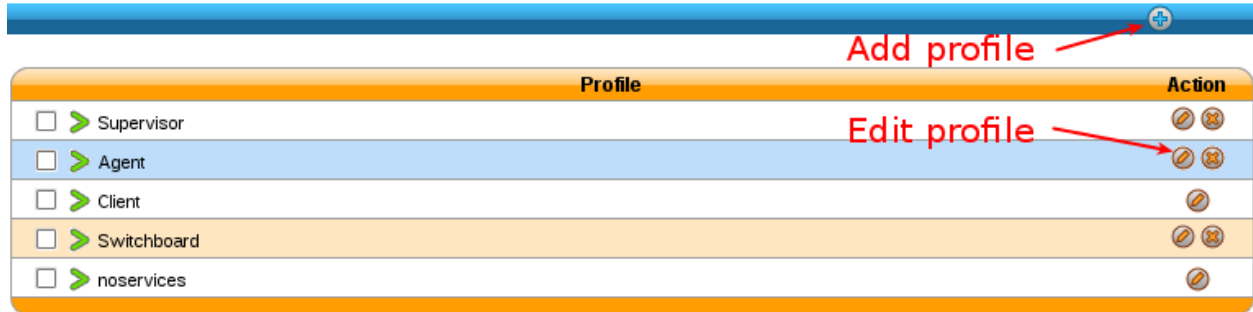 Add profile
Profile Action
Supervisor
Edit profile
Agent
Client
Switchboard
noservices